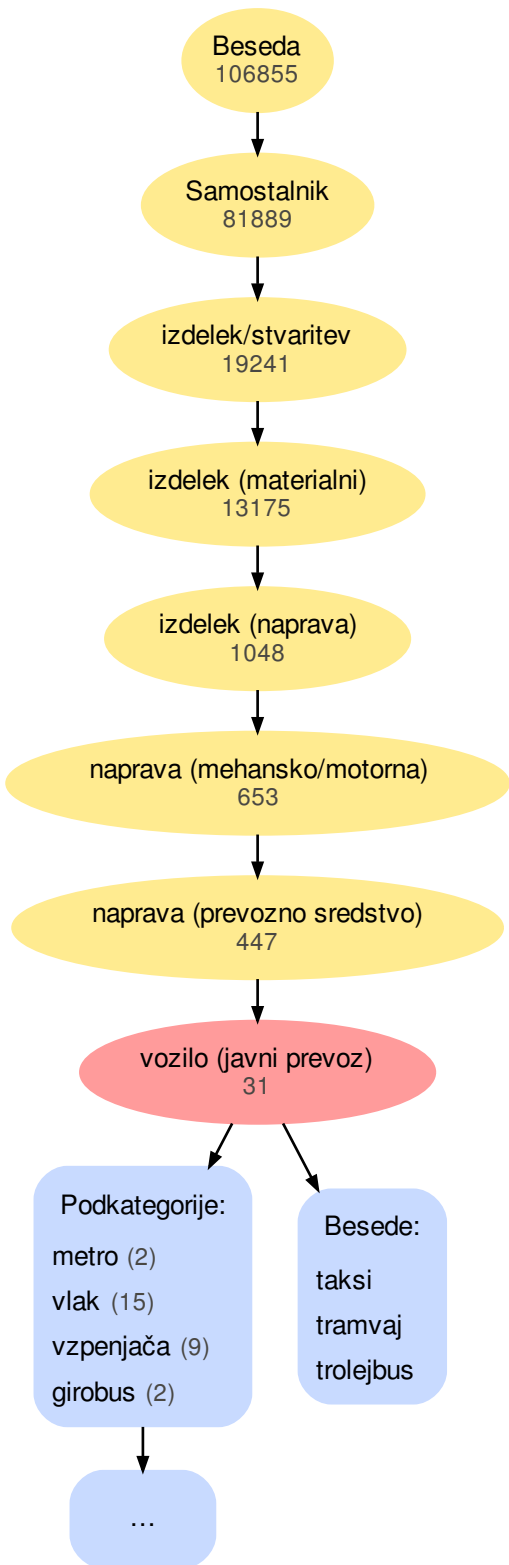 Beseda
106855
Samostalnik
81889
izdelek/stvaritev
19241
izdelek (materialni)
13175
izdelek (naprava)
1048
naprava (mehansko/motorna)
653
naprava (prevozno sredstvo)
447
vozilo (javni prevoz)
31
Podkategorije:
metro (2)
vlak (15)
vzpenjača (9)
girobus (2)
Besede:
taksi
tramvaj
trolejbus
...